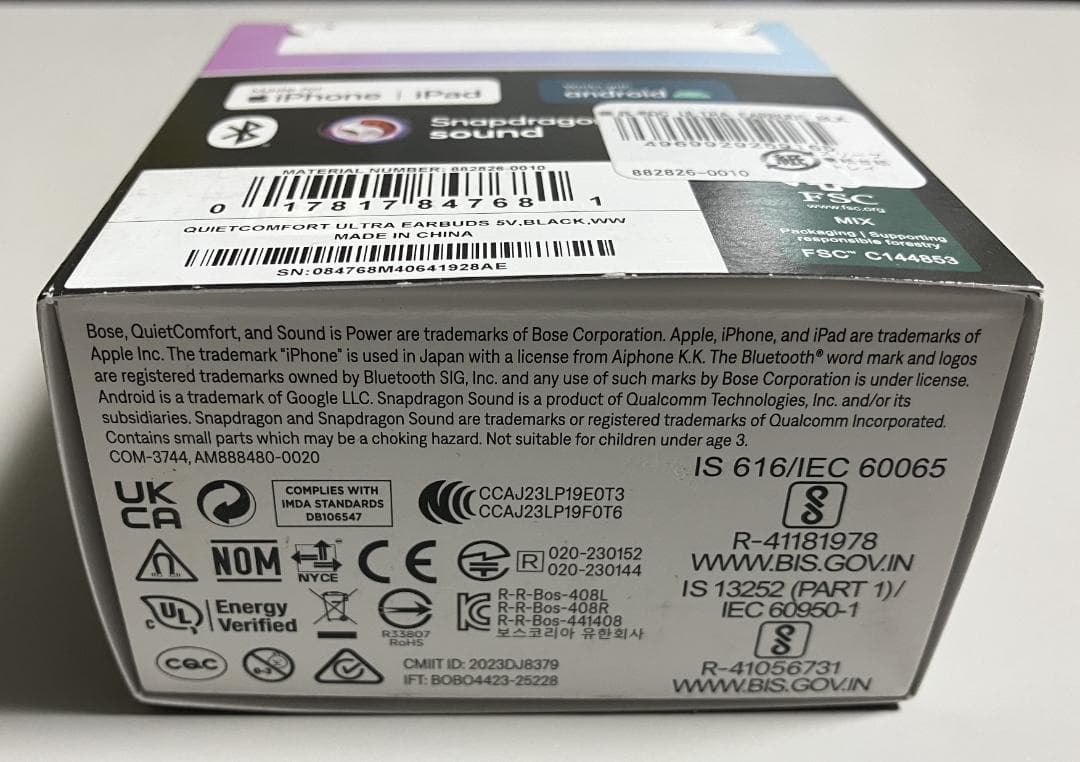 iPhone | iPad
android
Snapdragon
sound
882826-0010
MATERIAL NUMBER: 882826-0010
0 17817 84768 1
QUIETCOMFORT ULTRA EARBUDS 5V,BLACK,WW
MADE IN CHINA
SN:084768M40641928AE
FSC
www.fsc.org
MIX
Packaging | Supporting
responsible forestry
FSC™ C144853
Bose, QuietComfort, and Sound is Power are trademarks of Bose Corporation. Apple, iPhone, and iPad are trademarks of
Apple Inc. The trademark "iPhone" is used in Japan with a license from Aiphone K.K. The Bluetooth® word mark and logos
are registered trademarks owned by Bluetooth SIG, Inc. and any use of such marks by Bose Corporation is under license.
Android is a trademark of Google LLC. Snapdragon Sound is a product of Qualcomm Technologies, Inc. and/or its
subsidiaries. Snapdragon and Snapdragon Sound are trademarks or registered trademarks of Qualcomm Incorporated.
Contains small parts which may be a choking hazard. Not suitable for children under age 3.
COM-3744, AM888480-0020
UK
CA
COMPLIES WITH
IMDA STANDARDS
DB106547
CCAJ23LP19E0T3
CCAJ23LP19F0T6
NOM
NYCE
CE
R 020-230152
020-230144
c UL
Energy
Verified
R33807
RoHS
R-R-Bos-408L
R-R-Bos-408R
R-R-Bos-441408
보스코리아 유한회사
CQC
0-3
CMIIT ID: 2023DJ8379
IFT: BOBO4423-25228
IS 616/IEC 60065
R-41181978
WWW.BIS.GOV.IN
IS 13252 (PART 1)/
IEC 60950-1
R-41056731
WWW.BIS.GOV.IN